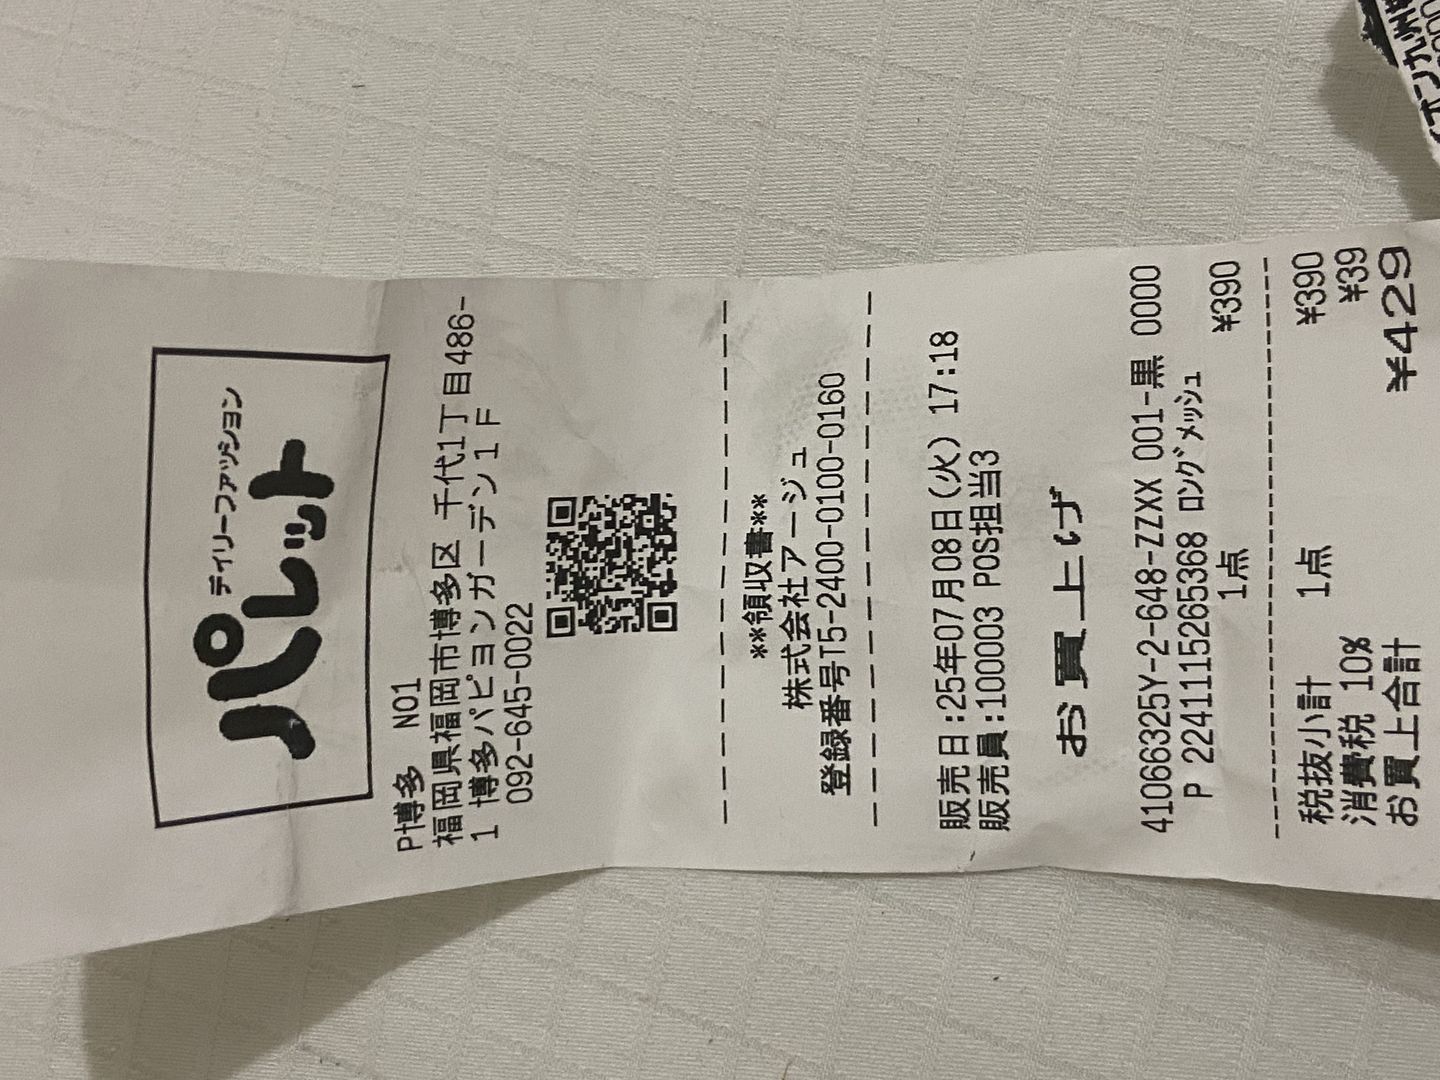 デイリーファッション
パレット
P博多 NO1
福岡県福岡市博多区 千代1丁目486-
1 博多パピヨンガーデン1F
092-645-0022
**領収書**
株式会社アージュ
登録番号T5-2400-0100-0160
販売日:25年07月08日(火) 17:18
販売員:100003 POS担当3
お買上げ
41066325Y-2-648-ZZXX 001-黒 0000
P 2241115265368 ロングメッシュ
1点 ¥390
税抜小計 1点 ¥390
消費税 10% ¥39
お買上合計 ¥429